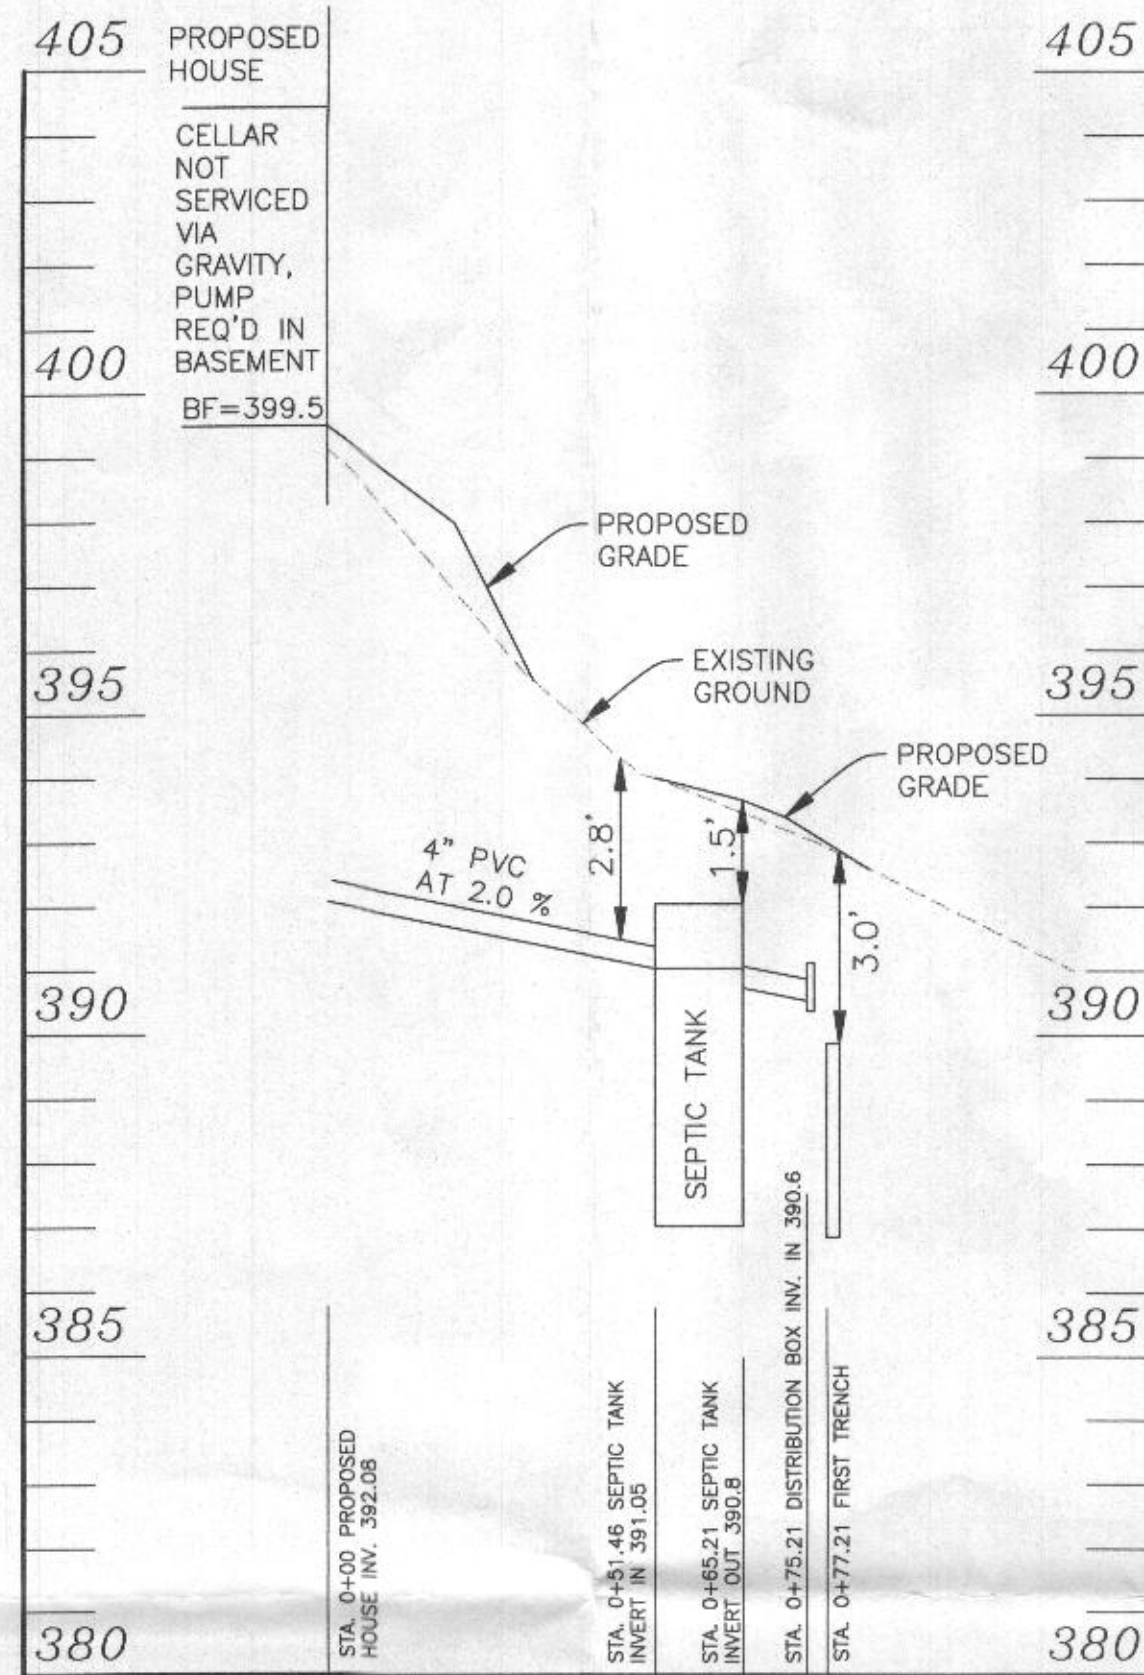 405
PROPOSED
HOUSE
405
CELLAR
NOT
SERVICED
VIA
GRAVITY,
PUMP
REQ'D IN
BASEMENT
400
400
BF=399.5
PROPOSED
GRADE
EXISTING
GROUND
395
395
PROPOSED
GRADE
4" PVC
AT 2.0 %
2.8'
1.5'
3.0'
390
390
SEPTIC TANK
385
385
STA. 0+00 PROPOSED
HOUSE INV. 392.08
STA. 0+51.46 SEPTIC TANK
INVERT IN 391.05
STA. 0+65.21 SEPTIC TANK
INVERT OUT 390.8
STA. 0+75.21 DISTRIBUTION BOX INV. IN 390.6
STA. 0+77.21 FIRST TRENCH
380
380